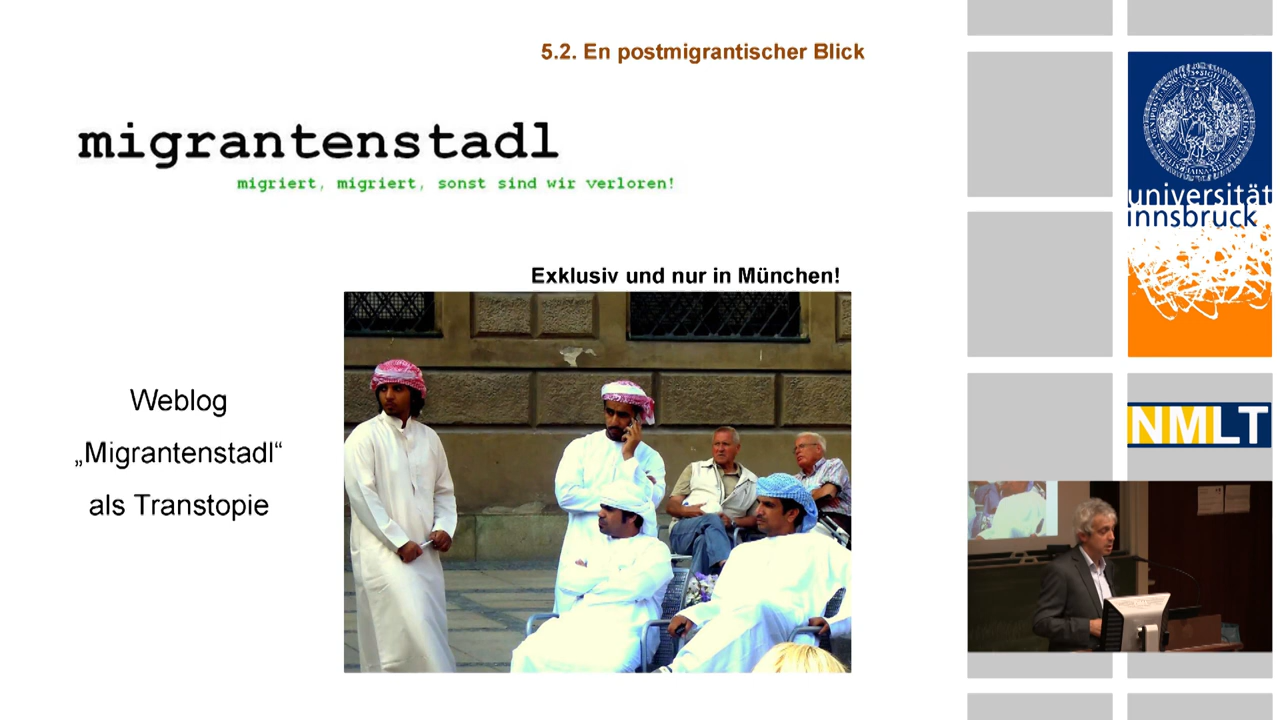 5.2. En postmigrantischer Blick
migrantenstadl
migriert, migriert, sonst sind wir verloren!
Exklusiv und nur in München!
Weblog
„Migrantenstadl“
als Transtopie
universität
innsbruck
NMLT